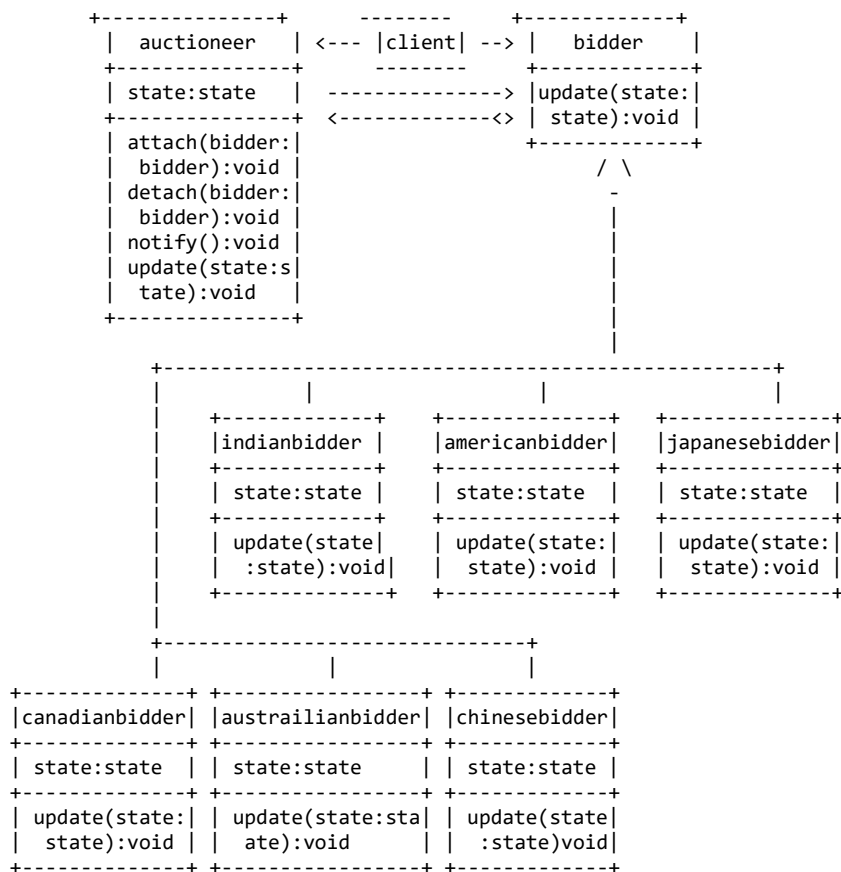 auctioneer <--- |client| --> bidder
state:state update(state:
state):void
attach(bidder:
bidder):void
detach(bidder:
bidder):void
notify():void
update(state:s
tate):void
indianbidder americanbidder japanesebidder
state:state state:state state:state
update(state update(state: update(state:
:state):void state):void state):void
canadianbidder austrailianbidder chinesebidder
state:state state:state state:state
update(state: update(state:sta update(state
state):void ate):void :state)void